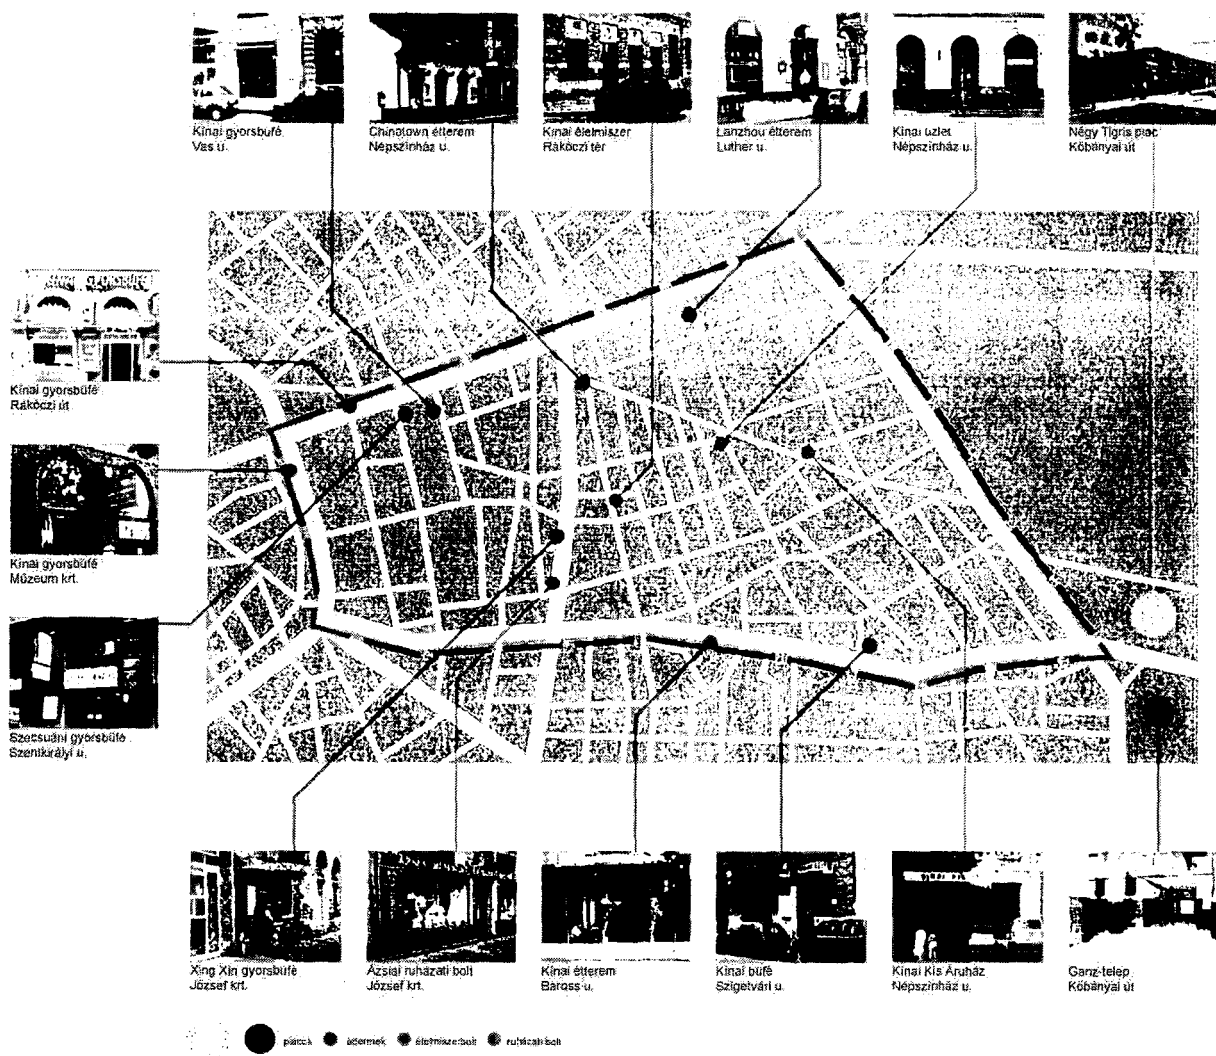 Kínai gyorsbüfé
Vas u.
Chinatown étterem
Népszínház u.
Kínai élelmiszer
Rákóczi tér
Lanzhou étterem
Luther u.
Kínai üzlet
Népszínház u.
Négy Tigris piac
Kőbányai út
Kínai gyorsbüfé
Rákóczi út
Kínai gyorsbüfé
Múzeum krt.
Szecsuáni gyorsbüfé
Szentkirályi u.
Xing Xin gyorsbüfé
József krt.
Ázsiai ruházati bolt
József krt.
Kínai étterem
Baross u.
Kínai büfé
Szigetvári u.
Kínai Kis Áruház
Népszínház u.
Ganz-telep
Kőbányai út
piacok
éttermek
élelmiszerbolt
ruházati bolt